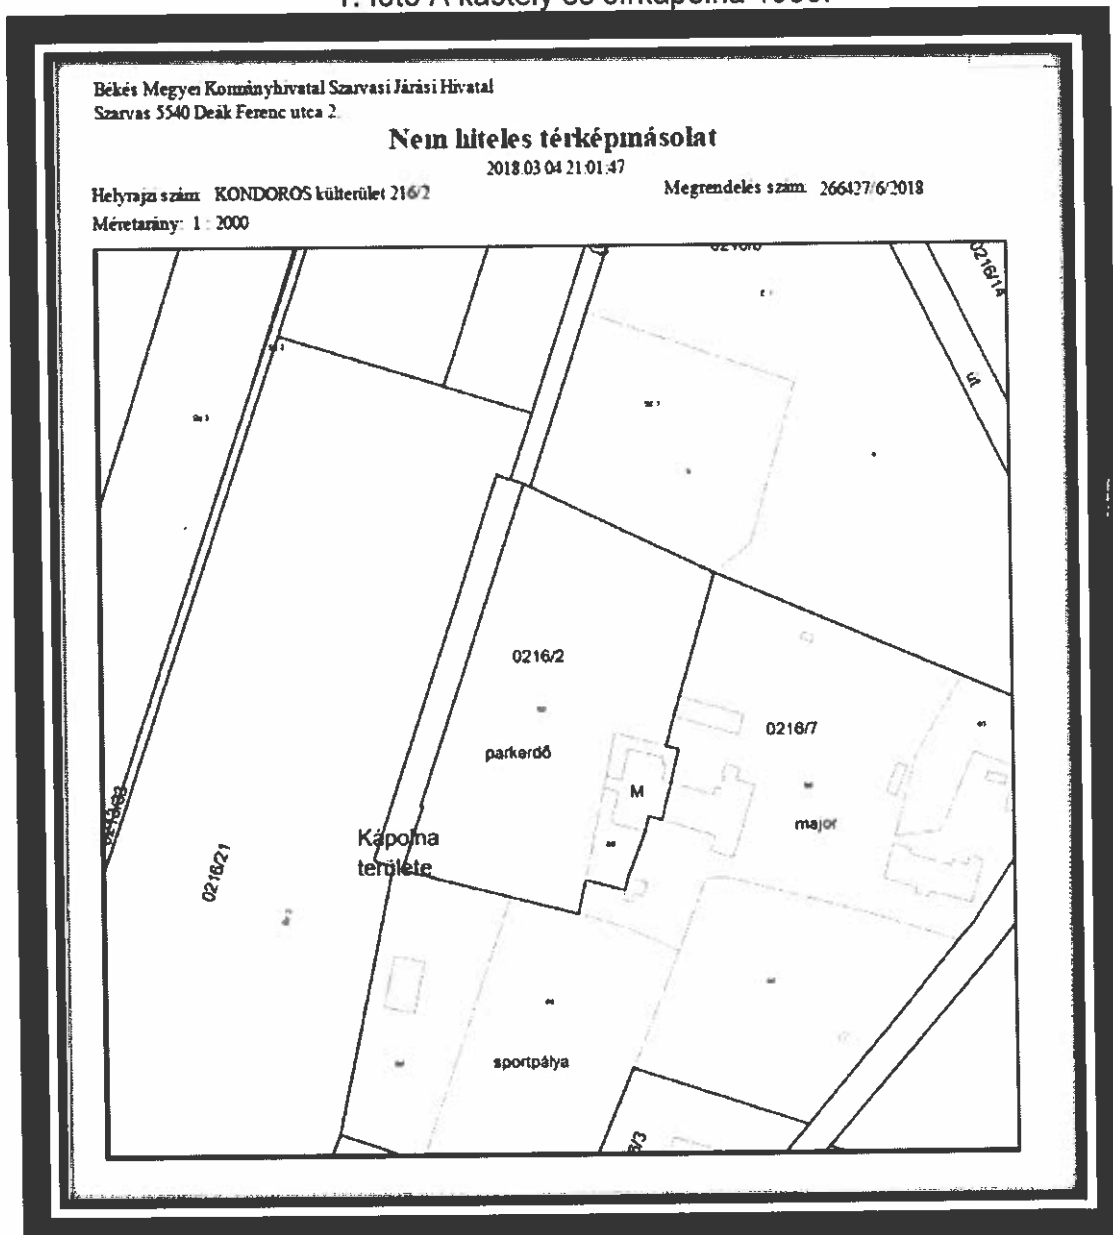 Békés Megyei Kormányhivatal Szarvasi Járási Hivatal
Szarvas 5540 Deák Ferenc utca 2.
Nem hiteles térképmásolat
2018.03.04 21:01:47
Helyrajzi szám: KONDOROS külterület 216/2
Megrendelés szám: 266427/6/2018
Méretarány: 1 : 2000
0216/14
út
0216/2
parkerdő
0216/7
M
major
Kápolna
területe
0216/21
sportpálya